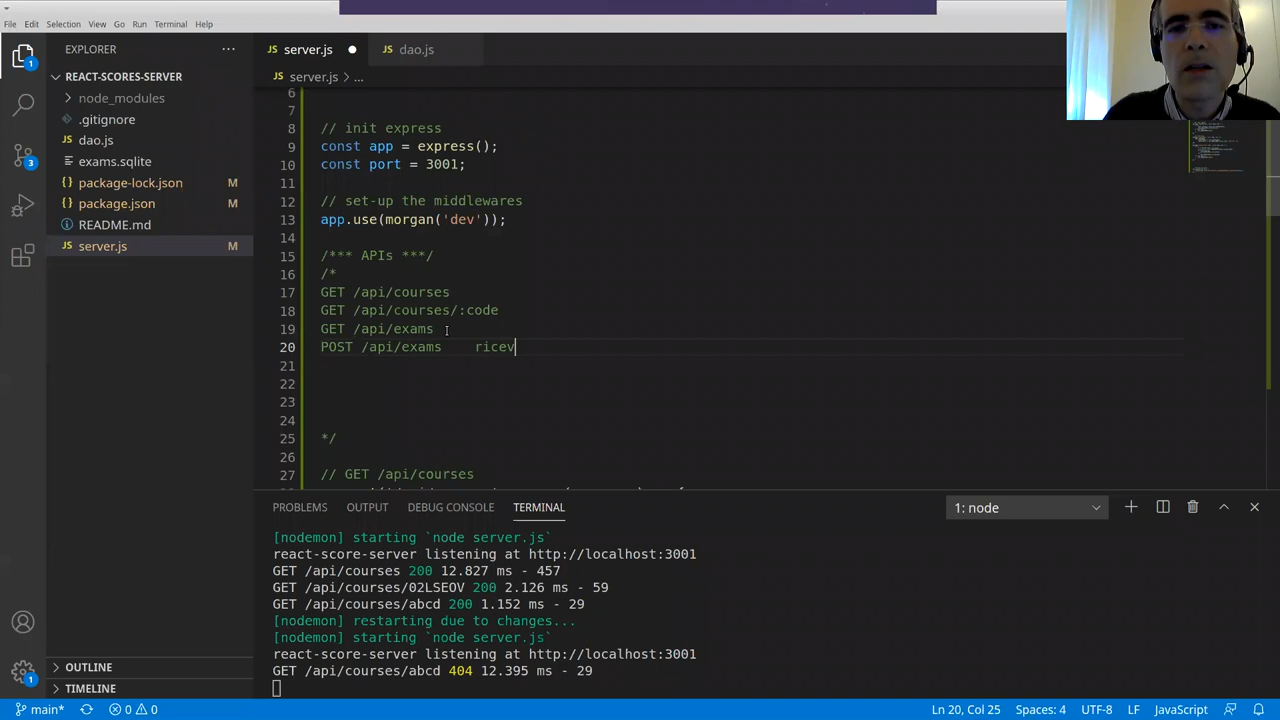 File Edit Selection View Go Run Terminal Help
EXPLORER ···
JS server.js ● JS dao.js
REACT-SCORES-SERVER
JS server.js > ...
node_modules
.gitignore
JS dao.js
exams.sqlite
{} package-lock.json M
{} package.json M
README.md
JS server.js M
1
3
6
7
8 // init express
9 const app = express();
10 const port = 3001;
11
12 // set-up the middlewares
13 app.use(morgan('dev'));
14
15 /*** APIs ***/
16 /*
17 GET /api/courses
18 GET /api/courses/:code
19 GET /api/exams
20 POST /api/exams    ricev
21
22
23
24
25 */
26
27 // GET /api/courses
PROBLEMS OUTPUT DEBUG CONSOLE TERMINAL 1: node
[nodemon] starting `node server.js`
react-score-server listening at http://localhost:3001
GET /api/courses 200 12.827 ms - 457
GET /api/courses/02LSEOV 200 2.126 ms - 59
GET /api/courses/abcd 200 1.152 ms - 29
[nodemon] restarting due to changes...
[nodemon] starting `node server.js`
react-score-server listening at http://localhost:3001
GET /api/courses/abcd 404 12.395 ms - 29
OUTLINE
1
TIMELINE
main* 0 0 Ln 20, Col 25 Spaces: 4 UTF-8 LF JavaScript